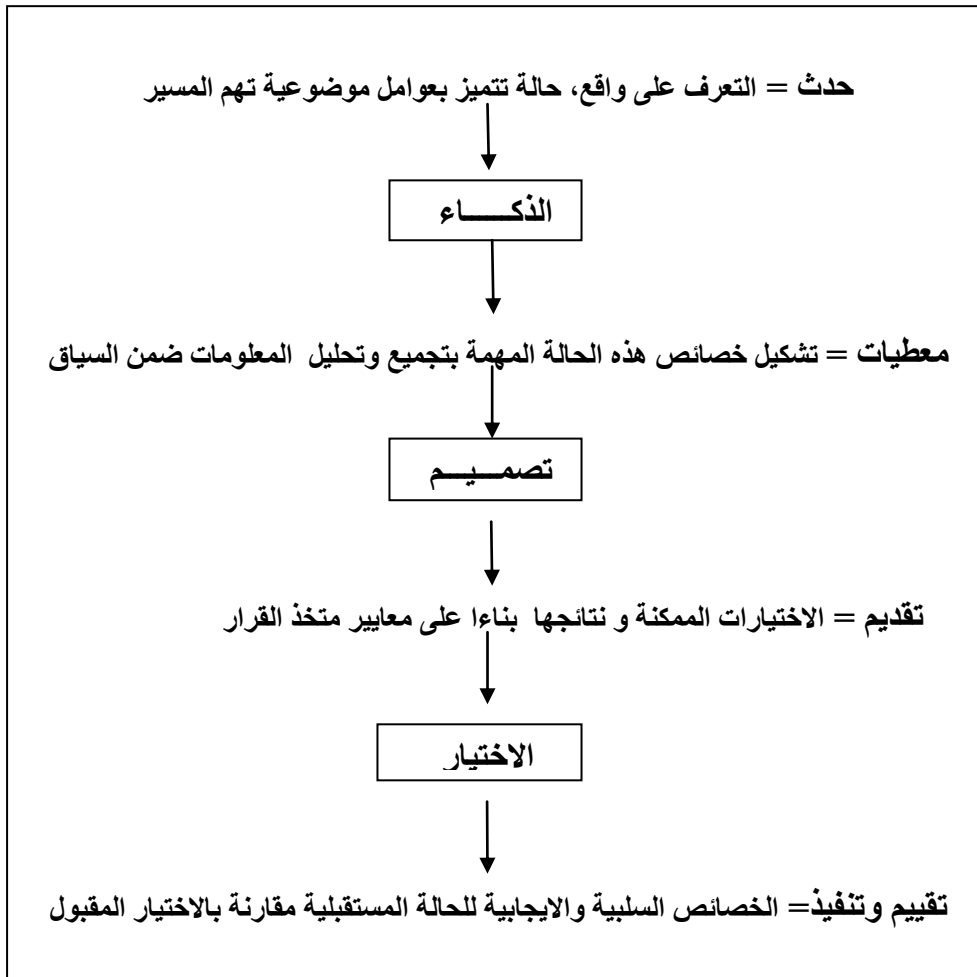 حدث = التعرف على واقع، حالة تتميز بعوامل موضوعية تهم المسير
الذكـــــاء
معطيات = تشكيل خصائص هذه الحالة المهمة بتجميع وتحليل المعلومات ضمن السياق
تصمـــيـــم
تقديم = الاختيارات الممكنة و نتائجها بناءا على معايير متخذ القرار
الاختيار
تقييم وتنفيذ= الخصائص السلبية والايجابية للحالة المستقبلية مقارنة بالاختيار المقبول